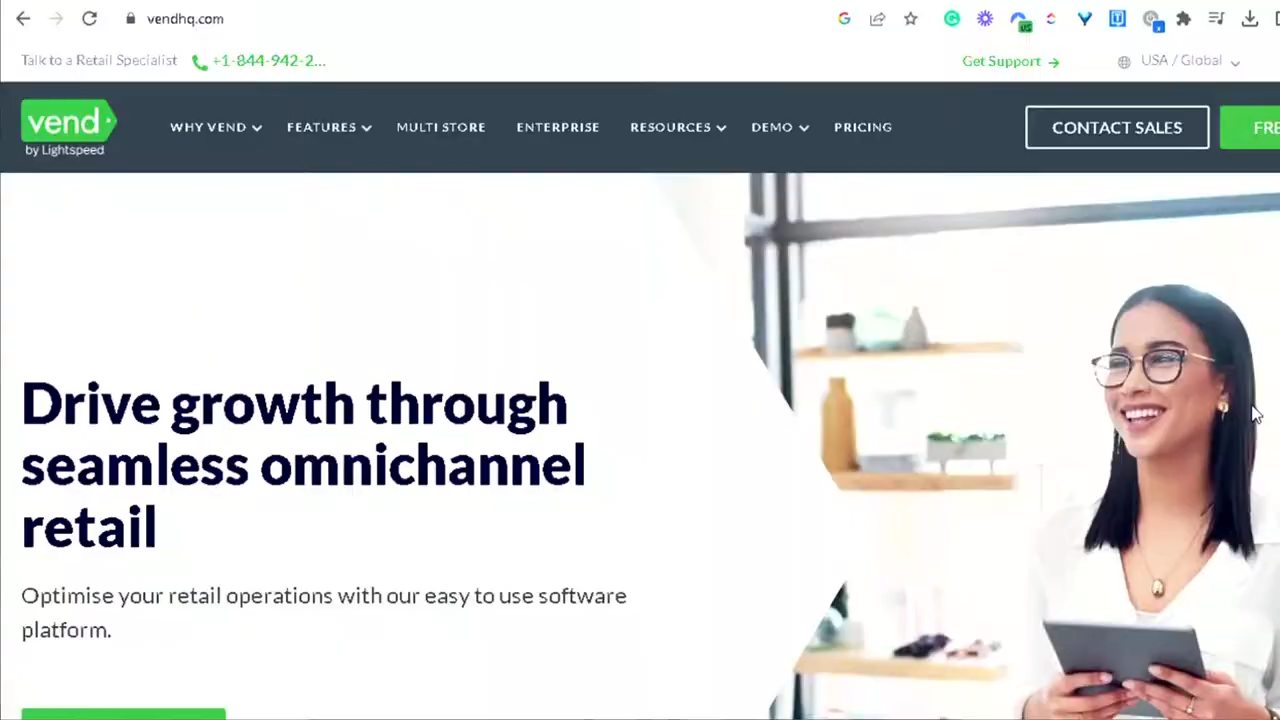 vendhq.com
Talk to a Retail Specialist +1-844-942-2... Get Support → USA / Global
vend
by Lightspeed
WHY VEND FEATURES MULTI STORE ENTERPRISE RESOURCES DEMO PRICING CONTACT SALES FRE
Drive growth through
seamless omnichannel
retail
Optimise your retail operations with our easy to use software
platform.